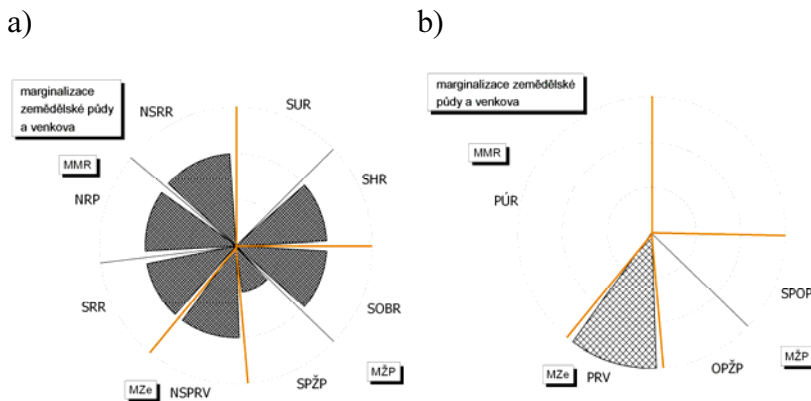 a)
b)
marginalizace
zemědělské půdy
a venkova
NSRR
SUR
MMR
NRP
SHR
SRR
SOBR
MZe
NSPRV
SPŽP
MŽP
marginalizace zemědělské
půdy a venkova
MMR
PÚR
SPOP
MZe
PRV
OPŽP
MŽP